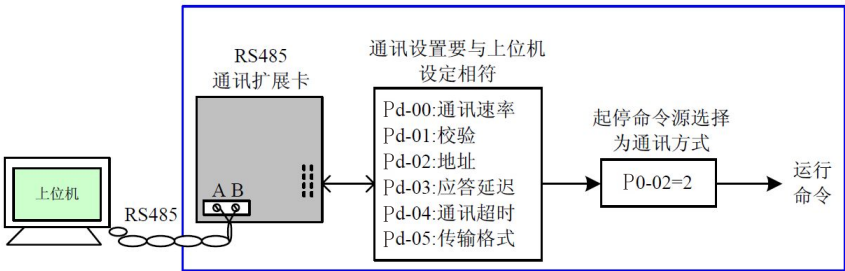 RS485
通讯扩展卡
通讯设置要与上位机
设定相符
Pd-00:通讯速率
Pd-01:校验
Pd-02:地址
Pd-03:应答延迟
Pd-04:通讯超时
Pd-05:传输格式
起停命令源选择
为通讯方式
P0-02=2
运行
命令
A B
上位机
RS485